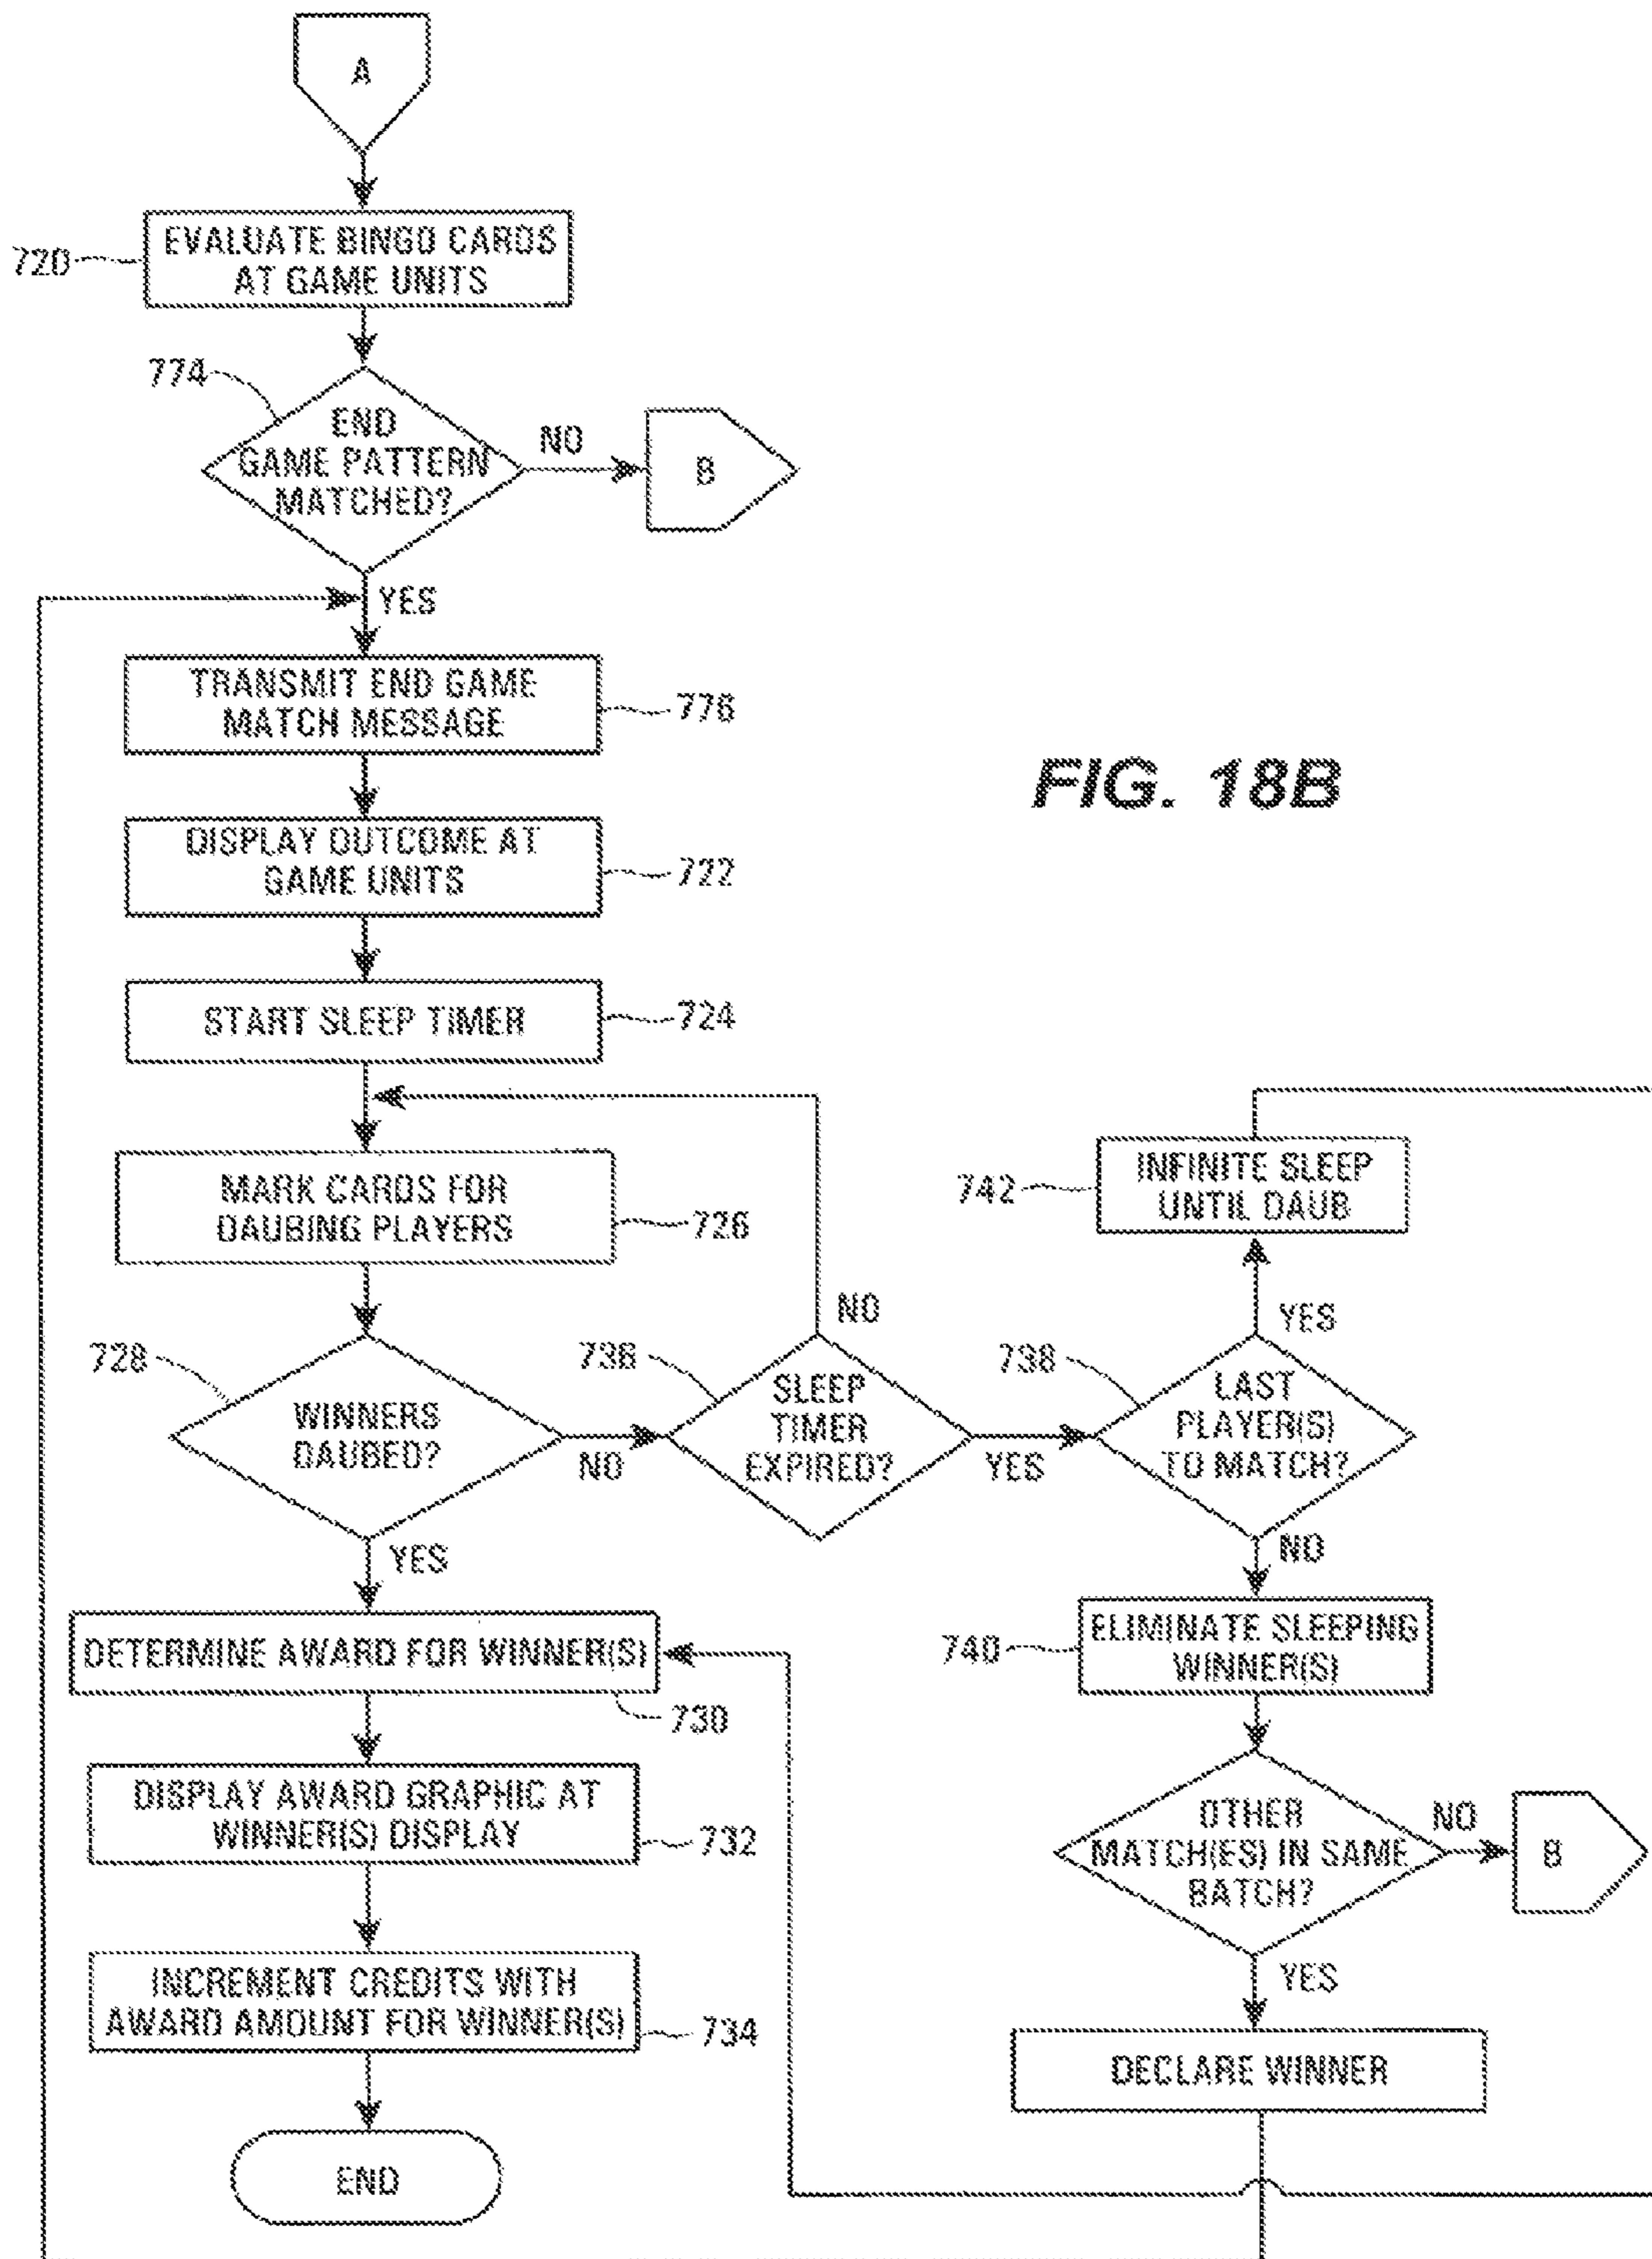 A
720
EVALUATE BINGO CARDS
AT GAME UNITS
774
END
GAME PATTERN
MATCHED?
NO
B
YES
TRANSMIT END GAME
MATCH MESSAGE
776
FIG. 18B
DISPLAY OUTCOME AT
GAME UNITS
722
START SLEEP TIMER
724
MARK CARDS FOR
DAUBING PLAYERS
726
742
INFINITE SLEEP
UNTIL DAUB
728
WINNERS
DAUBED?
NO
736
SLEEP
TIMER
EXPIRED?
NO
YES
738
LAST
PLAYER(S)
TO MATCH?
YES
NO
YES
DETERMINE AWARD FOR WINNER(S)
730
740
ELIMINATE SLEEPING
WINNER(S)
DISPLAY AWARD GRAPHIC AT
WINNER(S) DISPLAY
732
OTHER
MATCH(ES) IN SAME
BATCH?
NO
B
YES
INCREMENT CREDITS WITH
AWARD AMOUNT FOR WINNER(S)
734
DECLARE WINNER
END